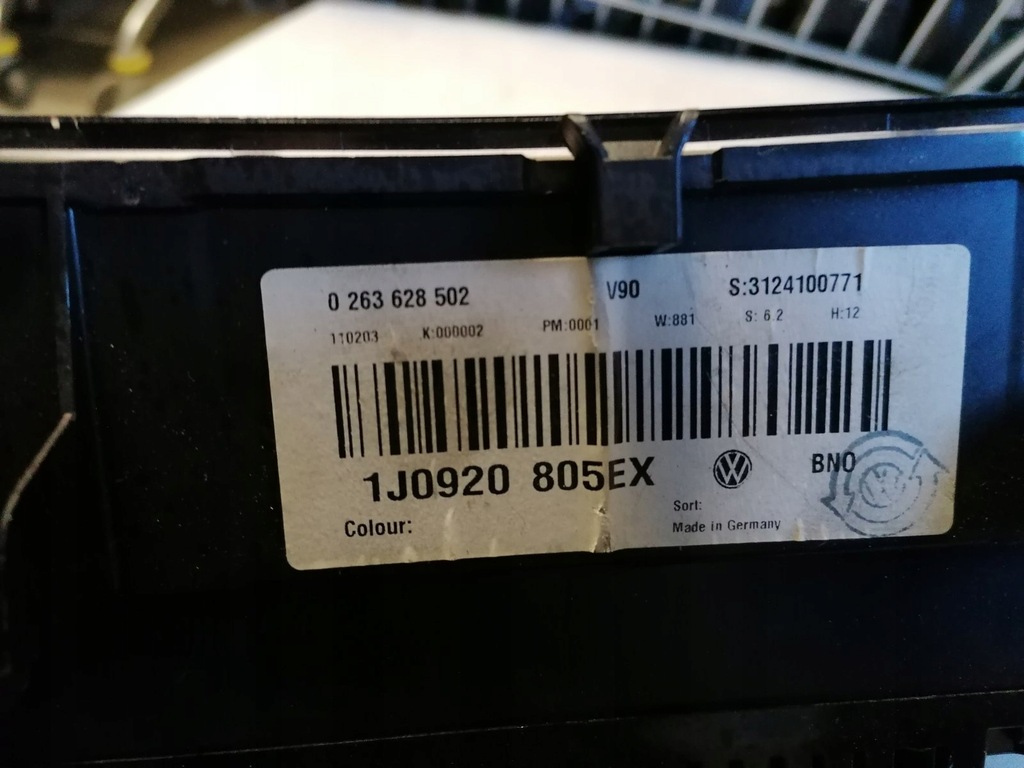 0 263 628 502 V90 S:3124100771
110203 K:000002 PM:0001 W:881 S: 6.2 H:12
1J0920 805EX BNO
Sort:
Colour: Made in Germany